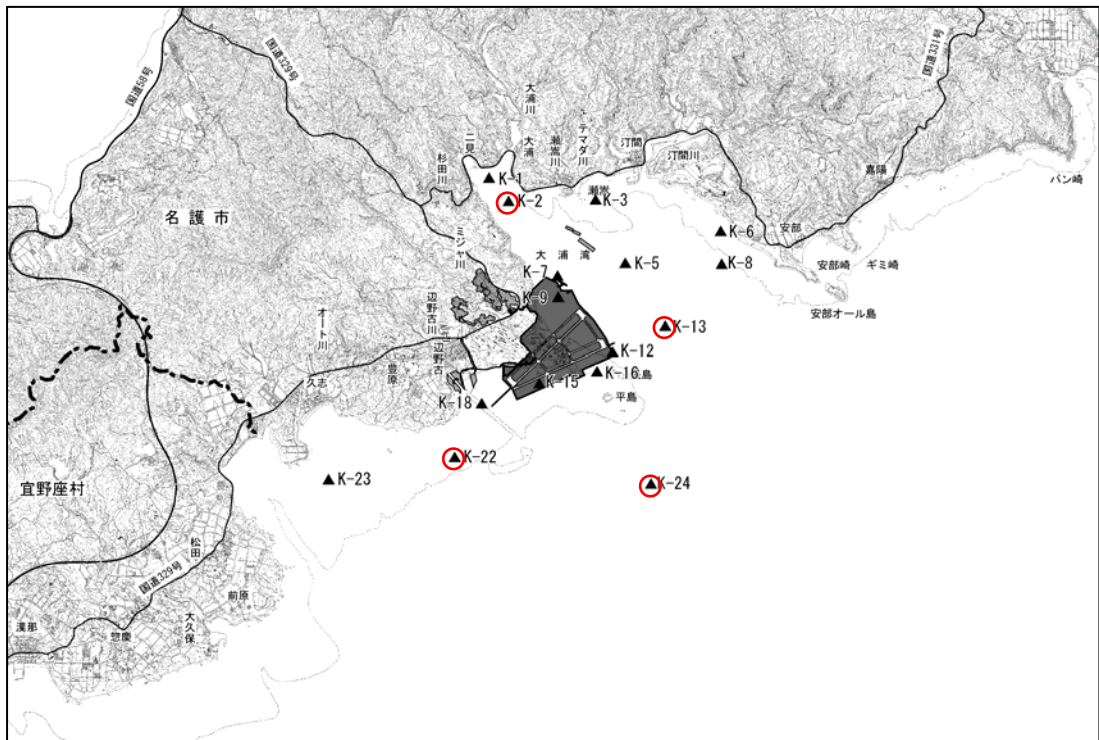 国道58号
国道329号
国道331号
大浦川
二見
大浦
瀬嵩川
テマダ川
汀間
汀間川
杉田川
嘉陽
バン崎
K-1
K-2
瀬嵩
K-3
名護市
ミジャ川
K-6
安部
大浦湾
K-5
K-8
安部崎
ギミ崎
K-7
K-9
安部オール島
辺野古川
オート川
K-13
辺野古
K-12
豊原
久志
K-16
島
K-15
平島
K-18
K-22
K-23
K-24
宜野座村
松田
国道329号
前原
大久保
惣慶
漢那